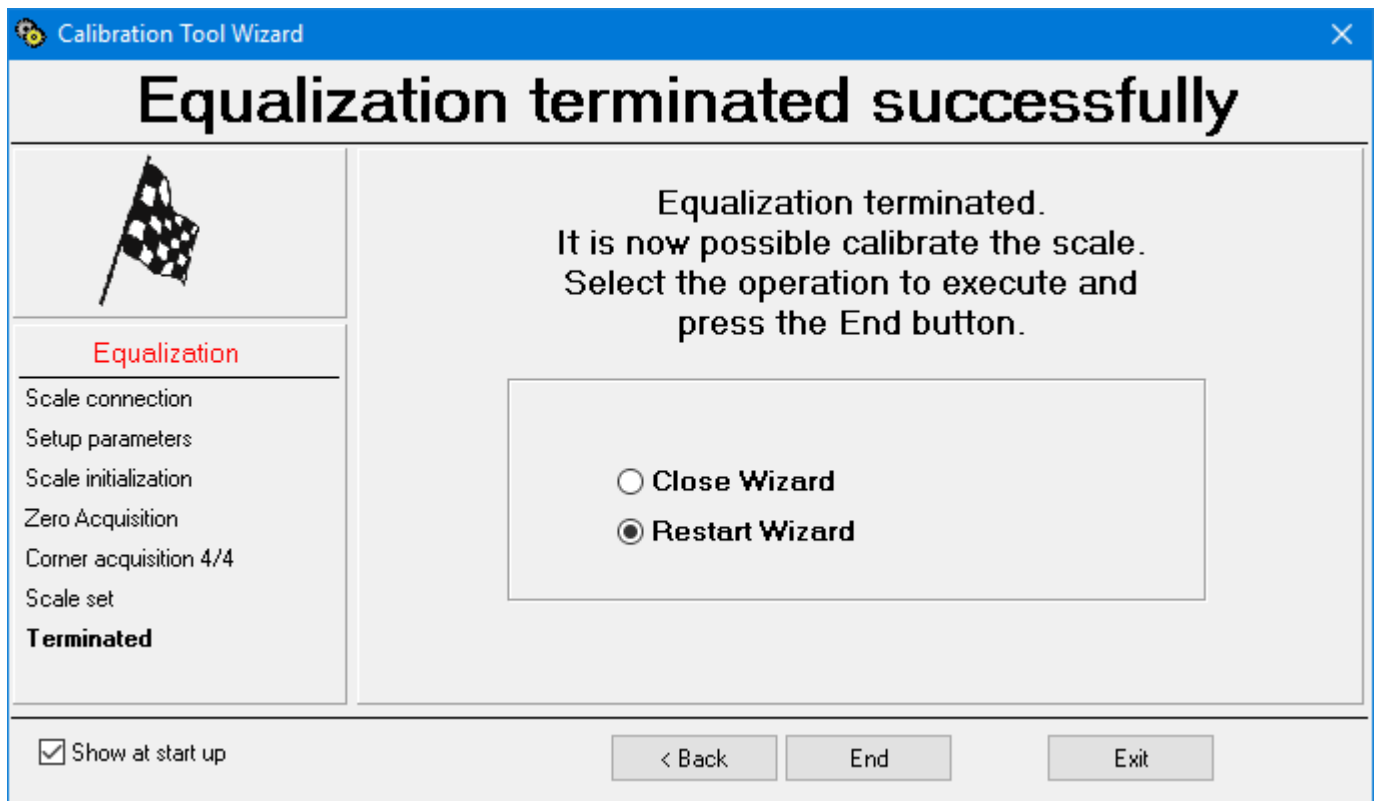 Calibration Tool Wizard
Equalization terminated successfully
Equalization terminated.
It is now possible calibrate the scale.
Select the operation to execute and
press the End button.
Equalization
Scale connection
Setup parameters
Scale initialization
Zero Acquisition
Corner acquisition 4/4
Scale set
Terminated
Close Wizard
Restart Wizard
Show at start up
< Back
End
Exit